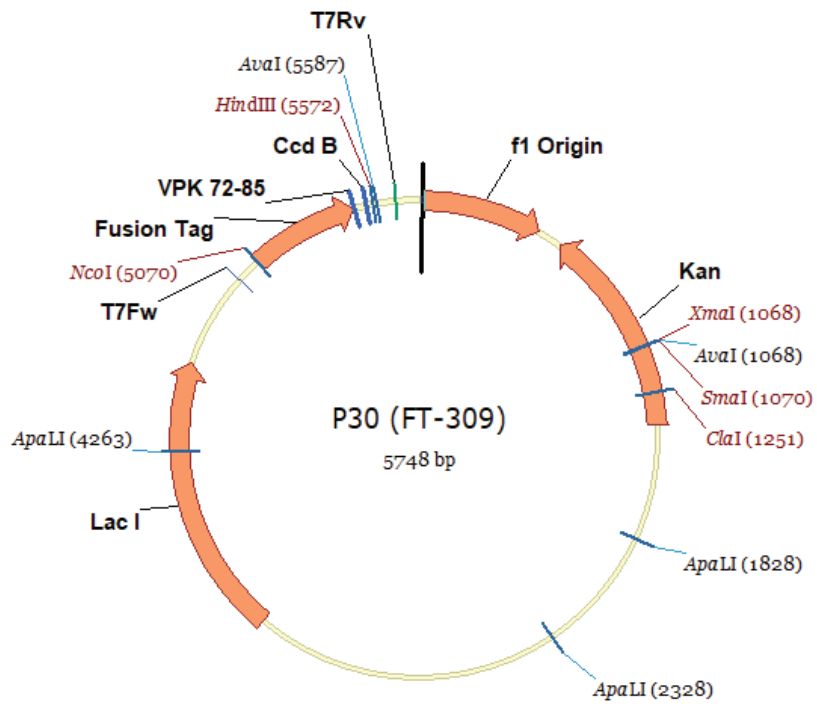 T7Rv
AvaI (5587)
HindIII (5572)
Ccd B
f1 Origin
VPK 72-85
Fusion Tag
NcoI (5070)
Kan
T7Fw
XmaI (1068)
AvaI (1068)
SmaI (1070)
P30 (FT-309)
ClaI (1251)
ApaLI (4263)
5748 bp
Lac I
ApaLI (1828)
ApaLI (2328)